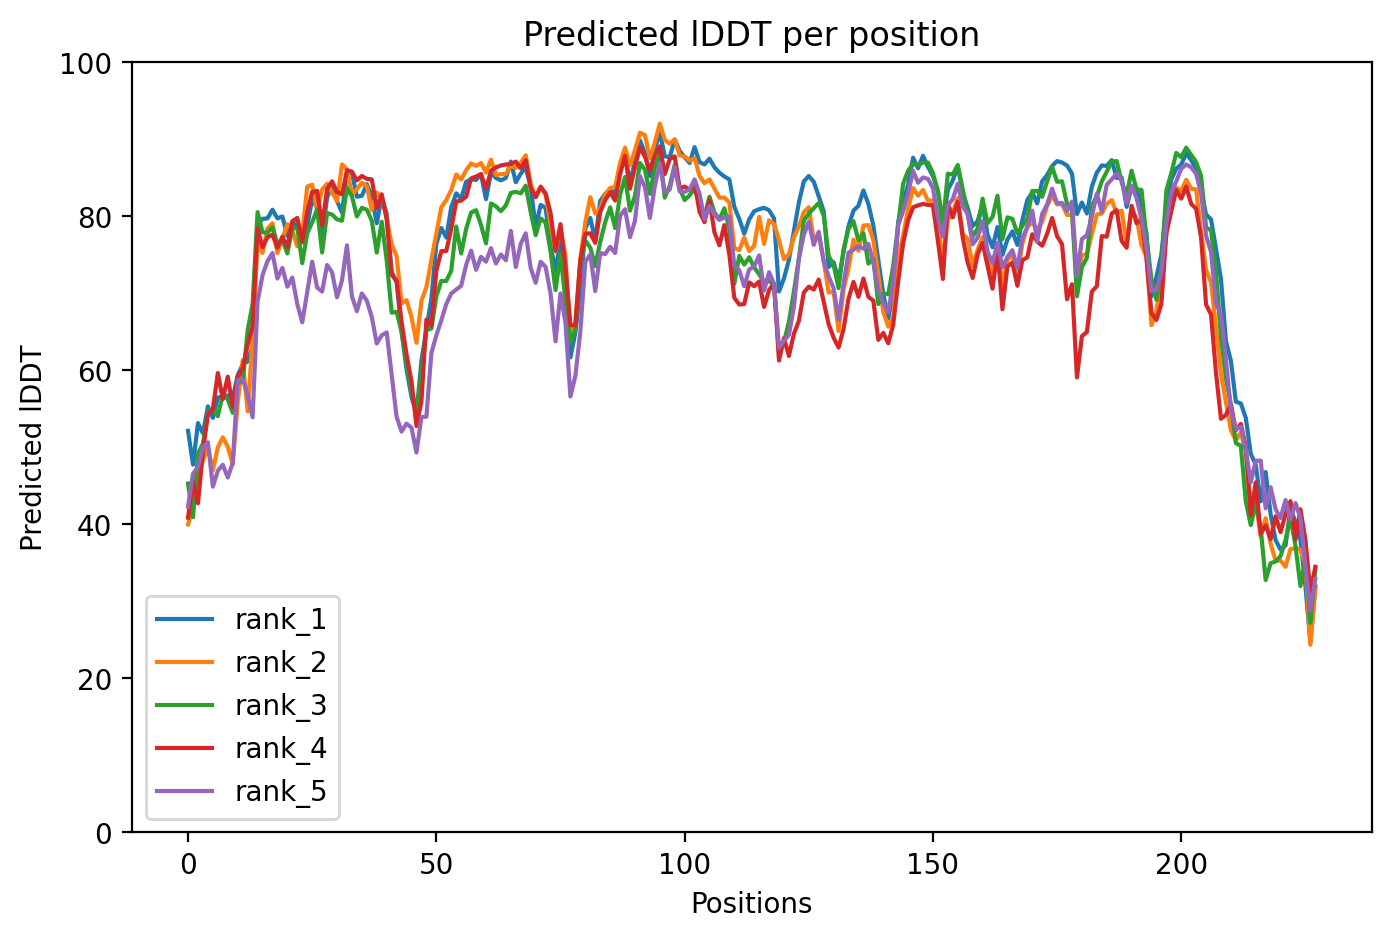 Predicted lDDT per position
100
80
60
40
20
0
Predicted lDDT
rank_1
rank_2
rank_3
rank_4
rank_5
0 50 100 150 200
Positions